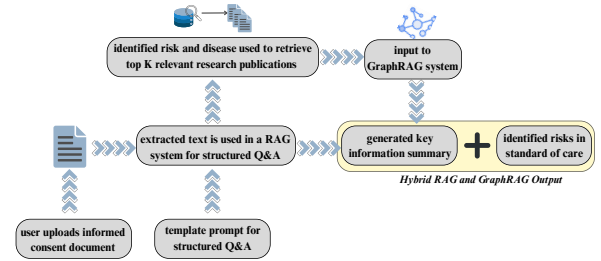 identified risk and disease used to retrieve
top K relevant research publications
input to
GraphRAG system
extracted text is used in a RAG
system for structured Q&A
generated key
information summary
identified risks in
standard of care
Hybrid RAG and GraphRAG Output
user uploads informed
consent document
template prompt for
structured Q&A